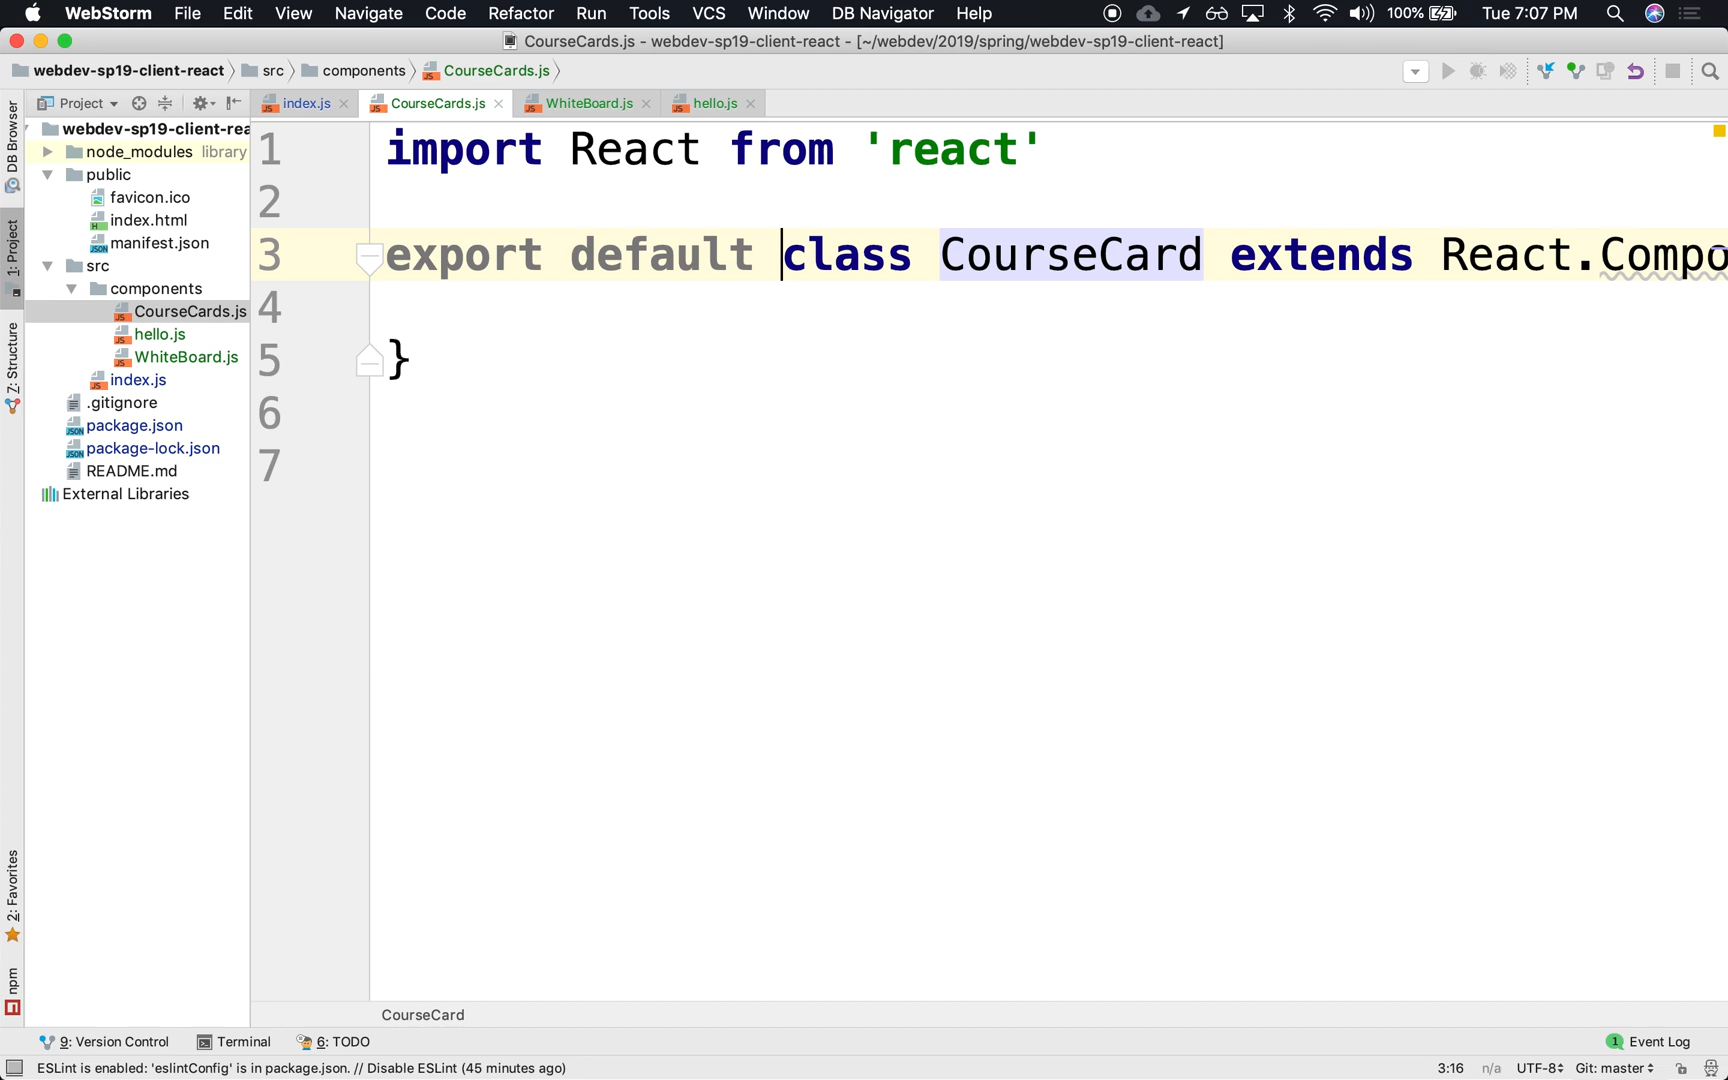 WebStorm File Edit View Navigate Code Refactor Run Tools VCS Window DB Navigator Help 100% Tue 7:07 PM
CourseCards.js - webdev-sp19-client-react - [~/webdev/2019/spring/webdev-sp19-client-react]
webdev-sp19-client-react src components CourseCards.js
Project index.js CourseCards.js WhiteBoard.js hello.js
DB Browser
1: Project
7: Structure
2: Favorites
npm
webdev-sp19-client-rea
node_modules library
public
favicon.ico
index.html
manifest.json
src
components
CourseCards.js
hello.js
WhiteBoard.js
index.js
.gitignore
package.json
package-lock.json
README.md
External Libraries
1 import React from 'react'
2
3 export default class CourseCard extends React.Compo
4
5 }
6
7
CourseCard
9: Version Control Terminal 6: TODO 1 Event Log
ESLint is enabled: 'eslintConfig' is in package.json. // Disable ESLint (45 minutes ago) 3:16 n/a UTF-8 Git: master